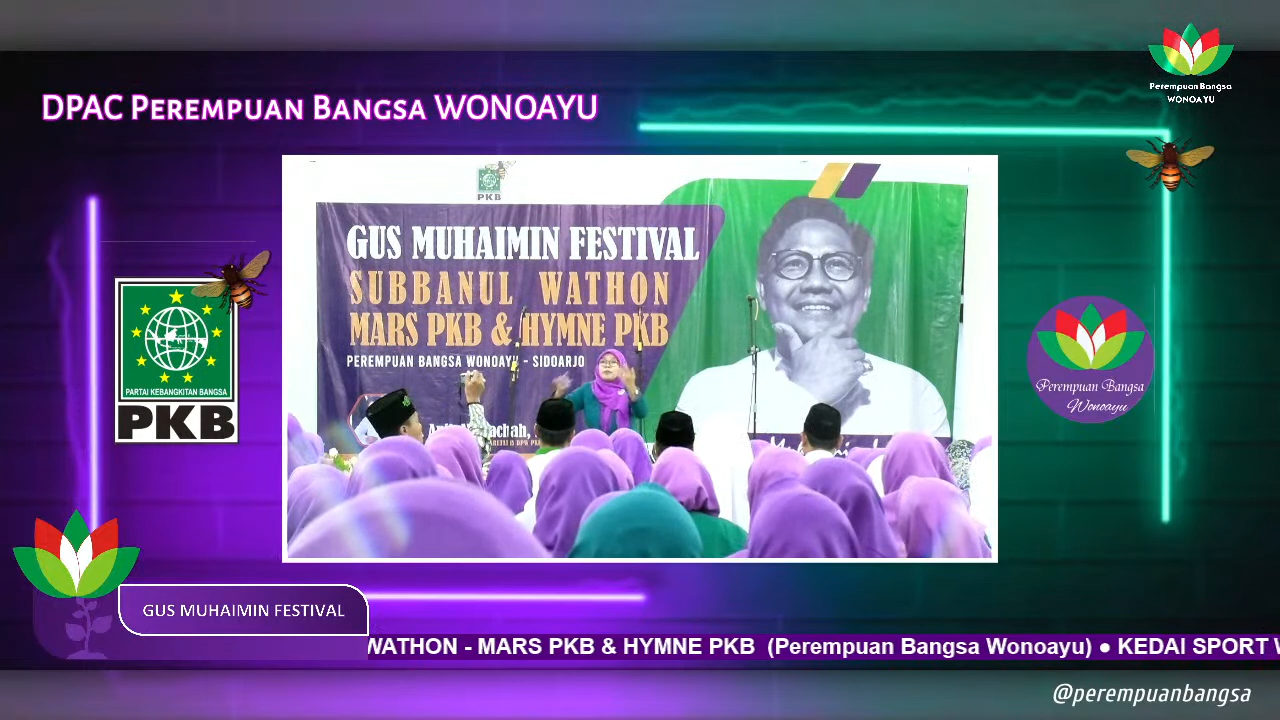 DPAC Perempuan Bangsa WONOAYU
Perempuan Bangsa
WONOAYU
PKB
GUS MUHAIMIN FESTIVAL
SUBBANUL WATHON
MARS PKB & HYMNE PKB
PEREMPUAN BANGSA WONOAYU - SIDOARJO
PARTAI KEBANGKITAN BANGSA
PKB
Perempuan Bangsa
Wonoayu
GUS MUHAIMIN FESTIVAL
WATHON - MARS PKB & HYMNE PKB (Perempuan Bangsa Wonoayu) ● KEDAI SPORT
@perempuanbangsa